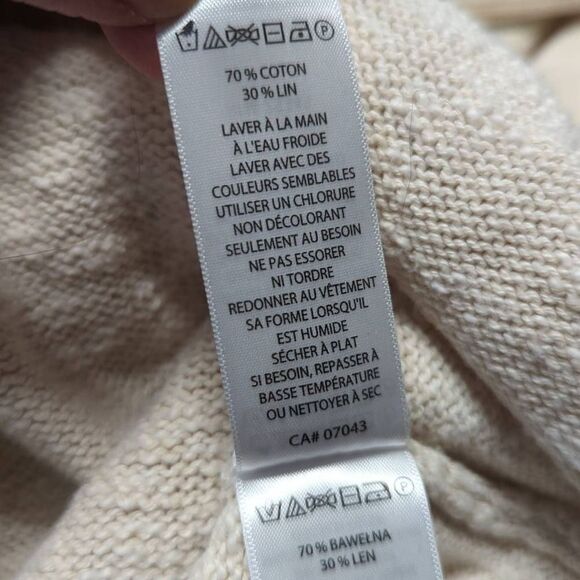 70 % COTON
30 % LIN
LAVER À LA MAIN
À L'EAU FROIDE
LAVER AVEC DES
COULEURS SEMBLABLES
UTILISER UN CHLORURE
NON DÉCOLORANT
SEULEMENT AU BESOIN
NE PAS ESSORER
NI TORDRE
REDONNER AU VÊTEMENT
SA FORME LORSQU'IL
EST HUMIDE
SÉCHER À PLAT
SI BESOIN, REPASSER À
BASSE TEMPÉRATURE
OU NETTOYER À SEC
CA# 07043
70 % BAWEŁNA
30 % LEN